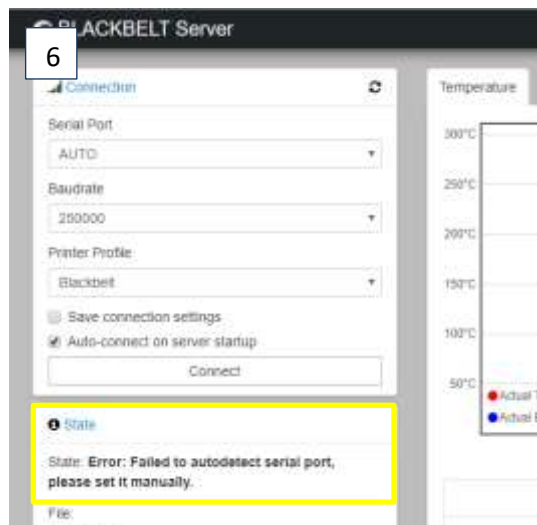 BLACKBELT Server
6
Connection
Temperature
Serial Port
AUTO
Baudrate
250000
Printer Profile
Blackbelt
Save connection settings
Auto-connect on server startup
Connect
300°C
250°C
200°C
150°C
100°C
50°C
Actual T
Actual B
State
State: Error: Failed to autodetect serial port,
please set it manually.
File: